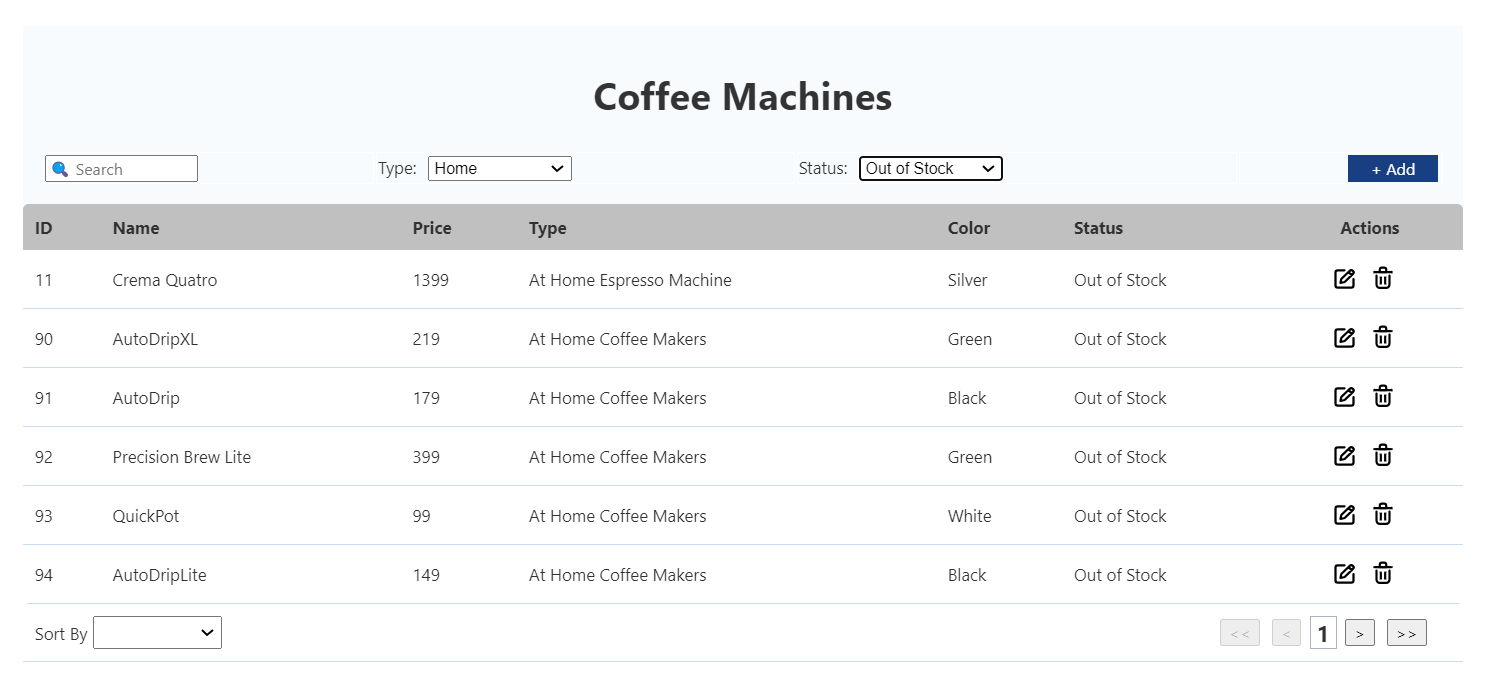 Coffee Machines
Search Type: Home Status: Out of Stock + Add
ID Name Price Type Color Status Actions
11 Crema Quatro 1399 At Home Espresso Machine Silver Out of Stock
90 AutoDripXL 219 At Home Coffee Makers Green Out of Stock
91 AutoDrip 179 At Home Coffee Makers Black Out of Stock
92 Precision Brew Lite 399 At Home Coffee Makers Green Out of Stock
93 QuickPot 99 At Home Coffee Makers White Out of Stock
94 AutoDripLite 149 At Home Coffee Makers Black Out of Stock
Sort By << < 1 > >>